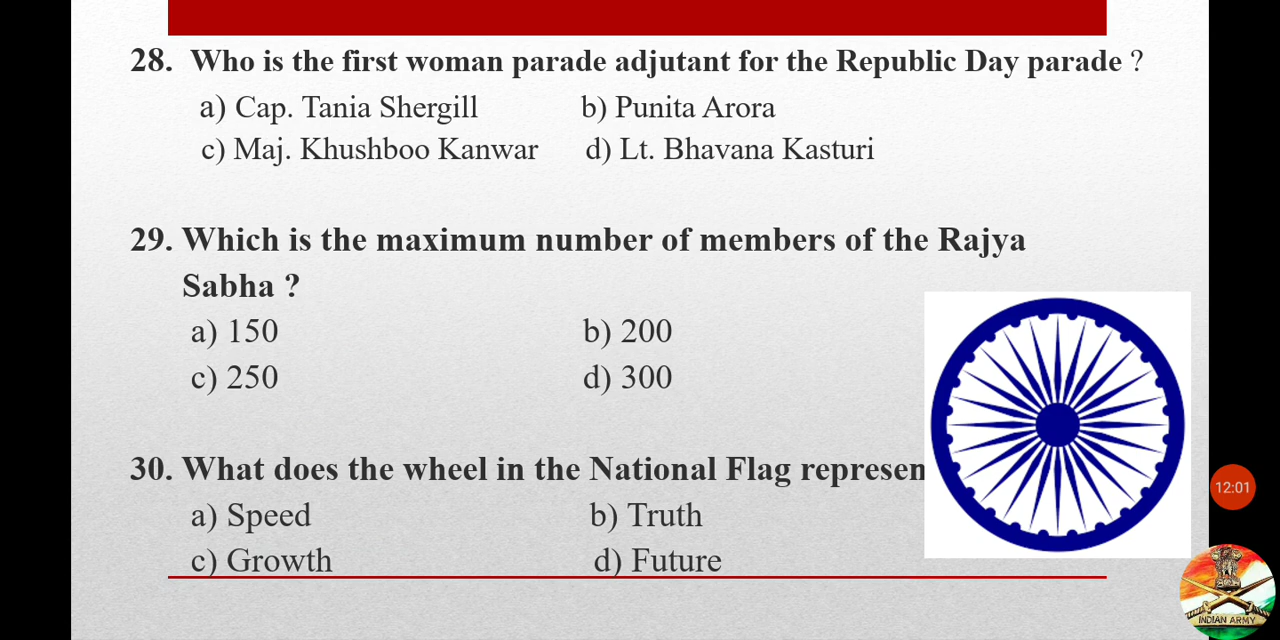 28. Who is the first woman parade adjutant for the Republic Day parade ?
a) Cap. Tania Shergill b) Punita Arora
c) Maj. Khushboo Kanwar d) Lt. Bhavana Kasturi
29. Which is the maximum number of members of the Rajya
Sabha ?
a) 150 b) 200
c) 250 d) 300
30. What does the wheel in the National Flag represen
a) Speed b) Truth
c) Growth d) Future
12:01
INDIAN ARMY